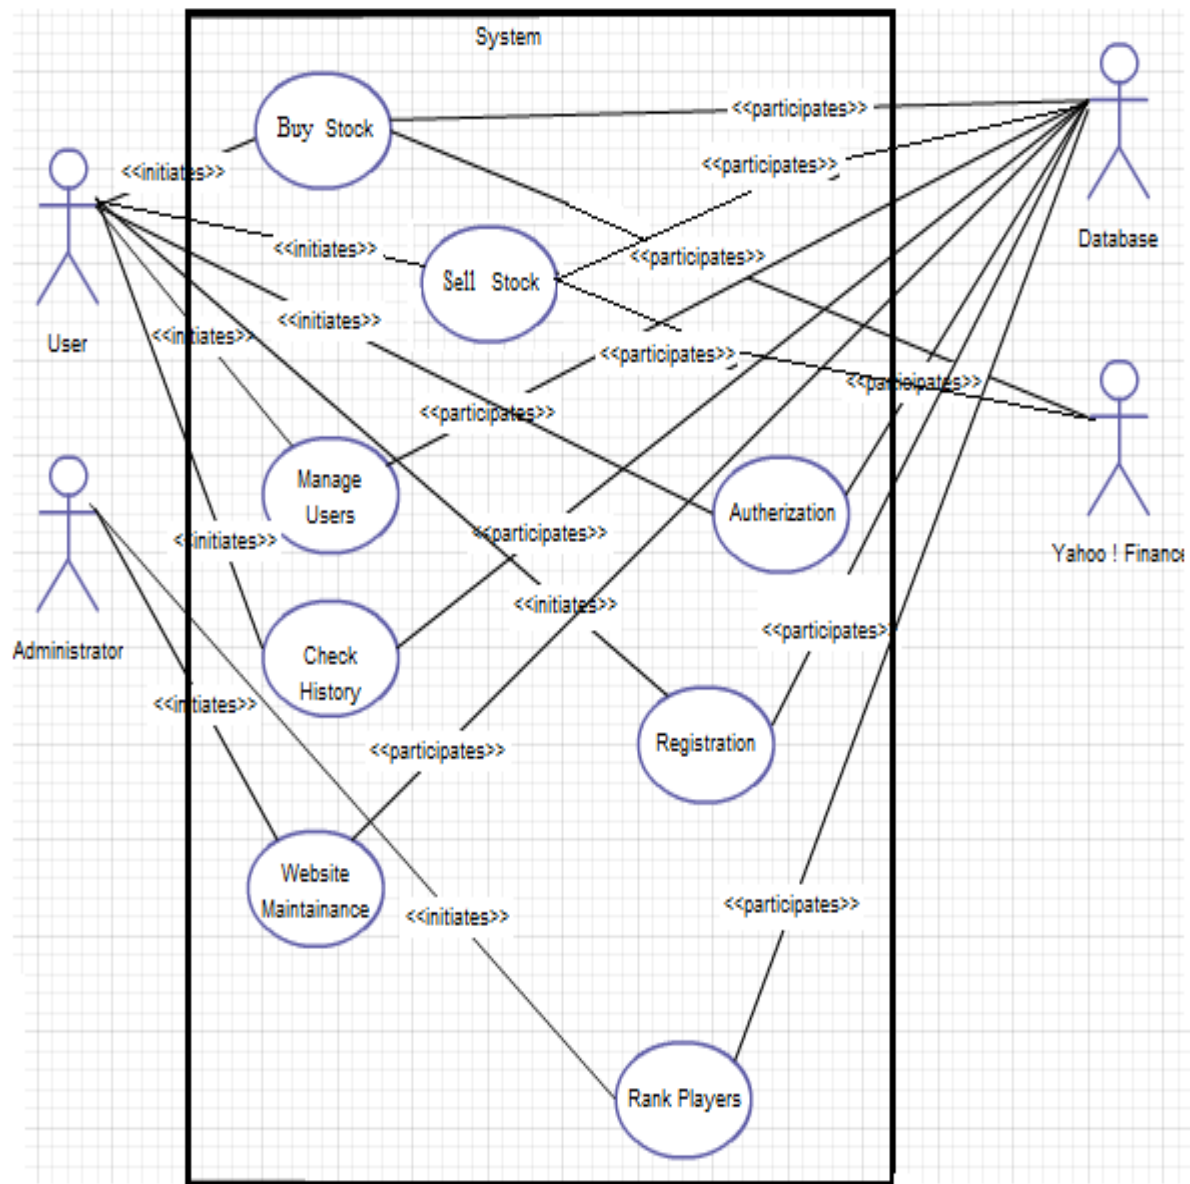 System
<<participates>>
Buy Stock
<<participates>>
<<initiates>>
Database
<<initiates>>
<<participates>>
Sell Stock
<<initiates>>
<<initiates>>
User
<<participates>>
<<participates>>
<<participates>>
Manage
Users
Autherization
<<participates>>
<<initiates>>
Yahoo ! Finance
<<initiates>>
<<participates>>
Administrator
Check
History
<<initiates>>
Registration
<<participates>>
Website
Maintainance
<<participates>>
<<initiates>>
Rank Players